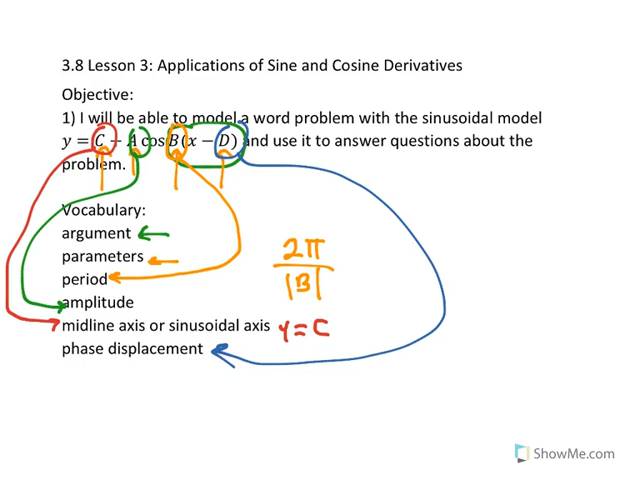 3.8 Lesson 3: Applications of Sine and Cosine Derivatives
Objective:
1) I will be able to model a word problem with the sinusoidal model
y = C + A cos B(x − D) and use it to answer questions about the
problem.
Vocabulary:
argument
parameters
period
amplitude
midline axis or sinusoidal axis
phase displacement
2π
|B|
y = C
ShowMe.com